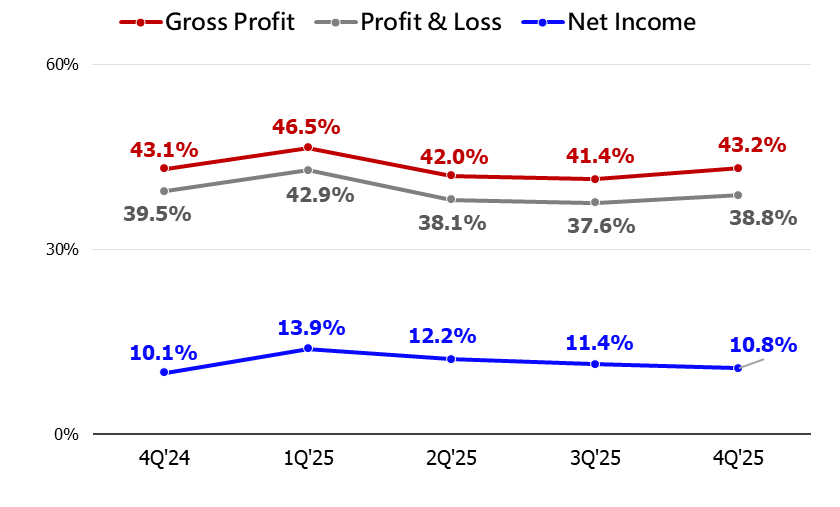 Gross Profit Profit & Loss Net Income
60%
43.1% 46.5% 42.0% 41.4% 43.2%
39.5% 42.9% 38.1% 37.6% 38.8%
30%
10.1% 13.9% 12.2% 11.4% 10.8%
0%
4Q'24 1Q'25 2Q'25 3Q'25 4Q'25